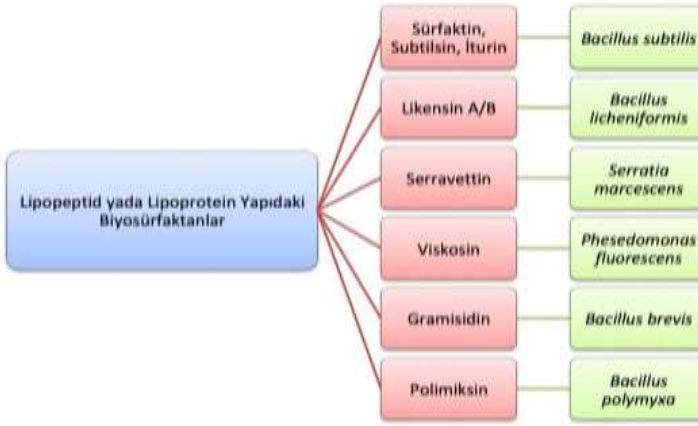 Lipopeptid yada Lipoprotein Yapıdaki
Biyosürfaktanlar
Sürfaktin,
Subtilsin, İturin
Bacillus subtilis
Likensin A/B
Bacillus
licheniformis
Serravettin
Serratia
marcescens
Viskosin
Phesedomonas
fluorescens
Gramisidin
Bacillus brevis
Polimiksin
Bacillus
polymyxa